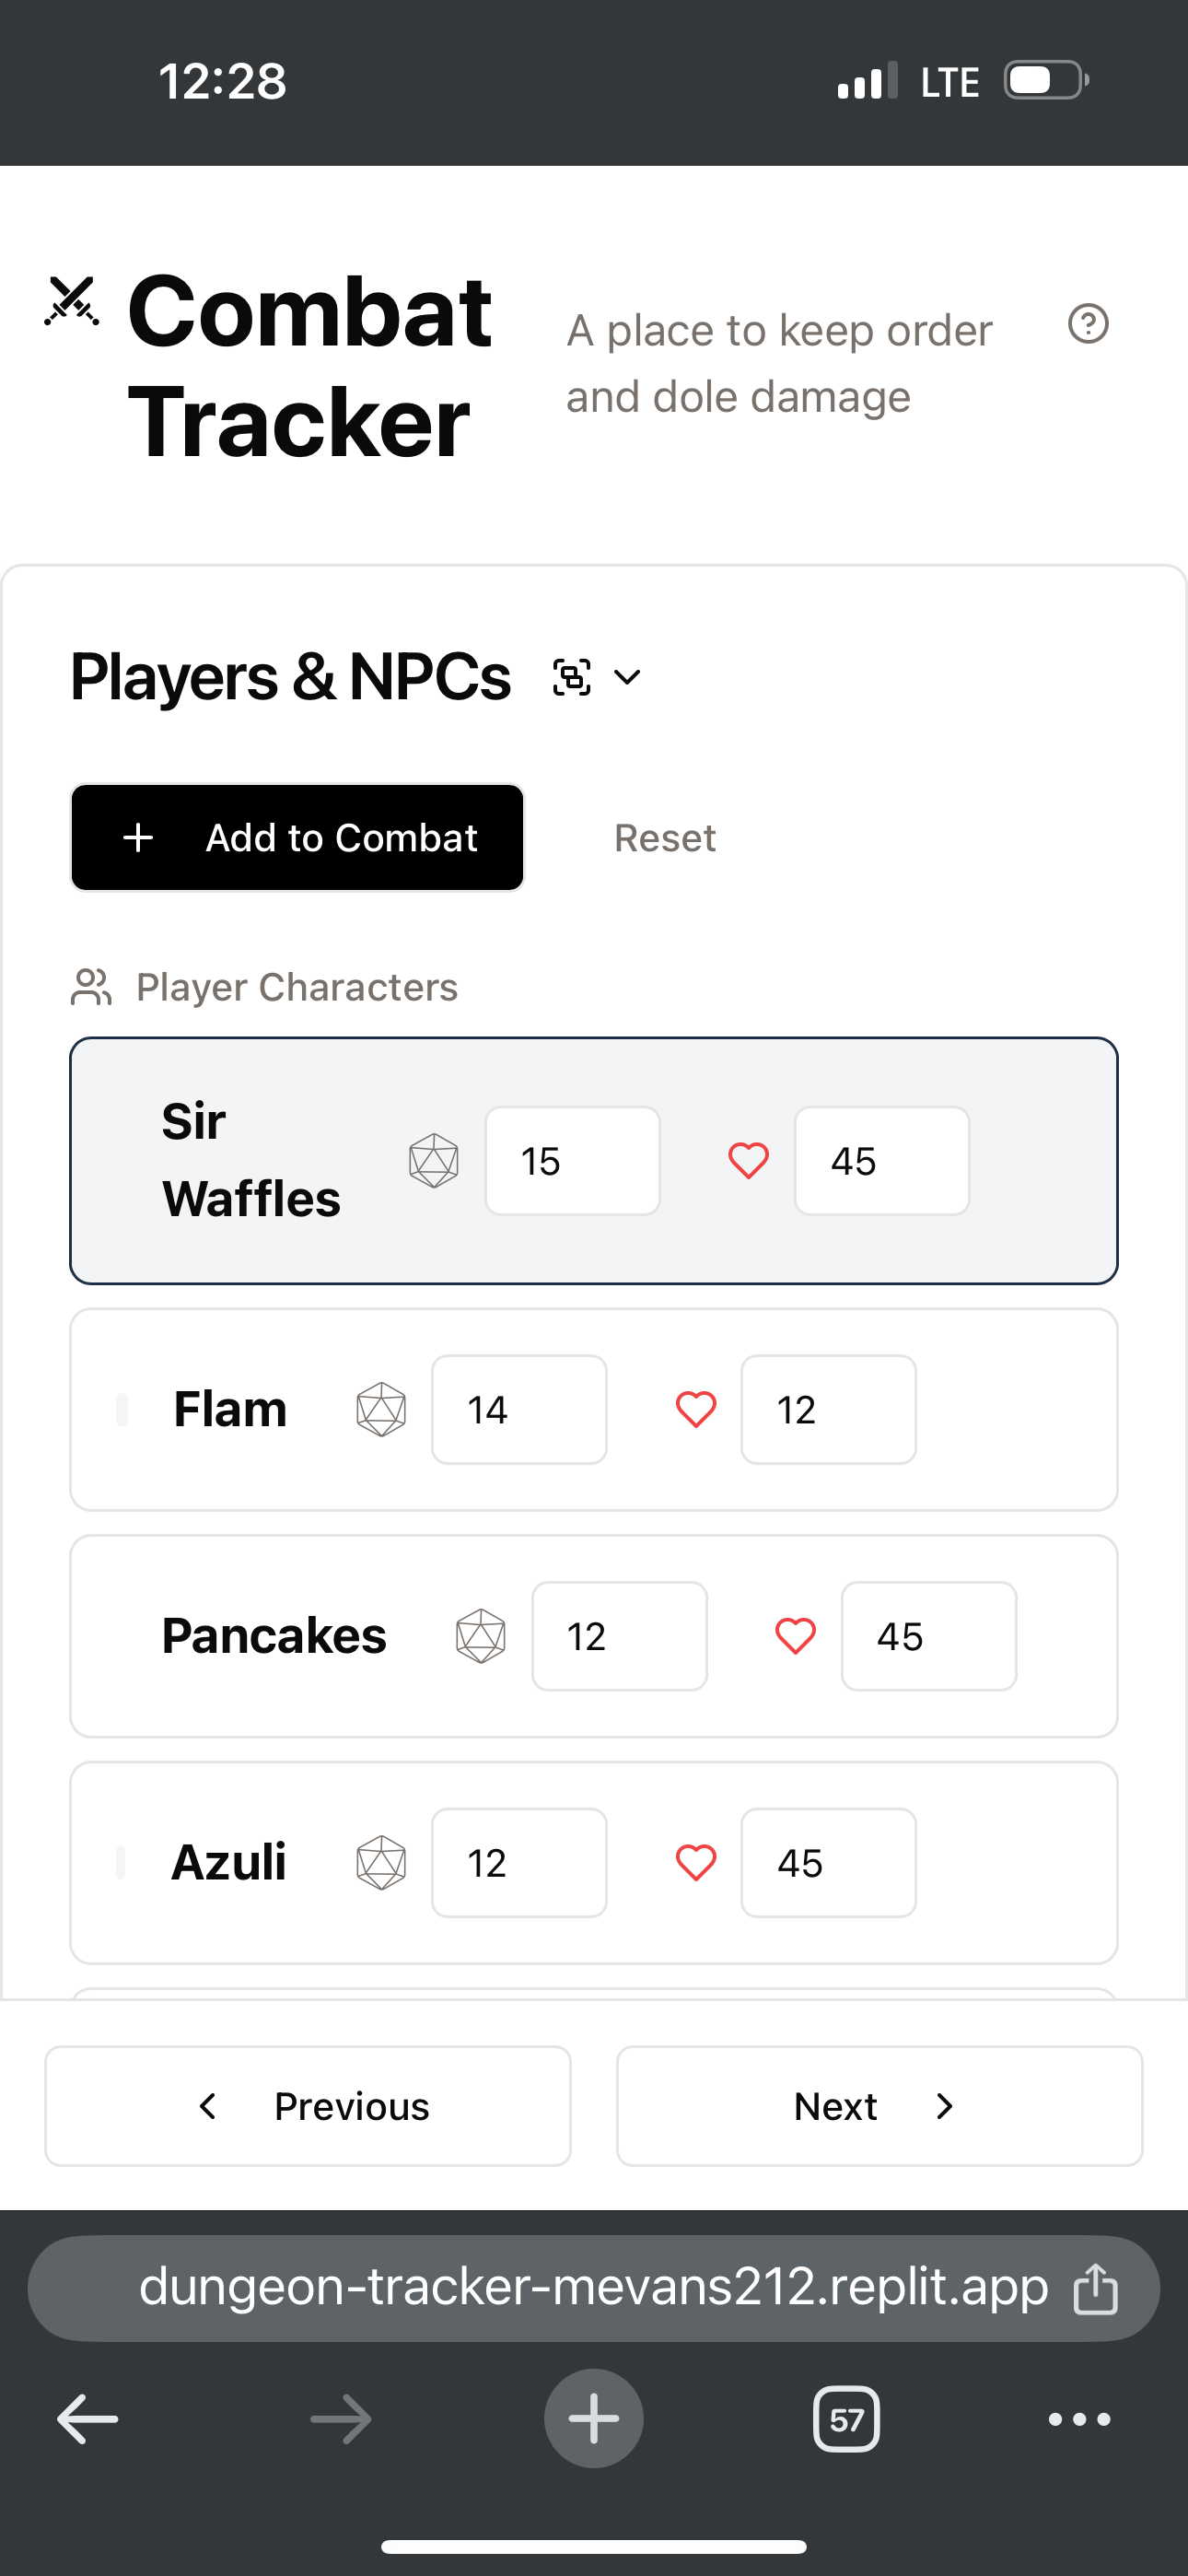 12:28
LTE
Combat
Tracker
A place to keep order
and dole damage
Players & NPCs
Add to Combat
Reset
Player Characters
Sir
Waffles
15
45
Flam
14
12
Pancakes
12
45
Azuli
12
45
Previous
Next
dungeon-tracker-mevans212.replit.app
57